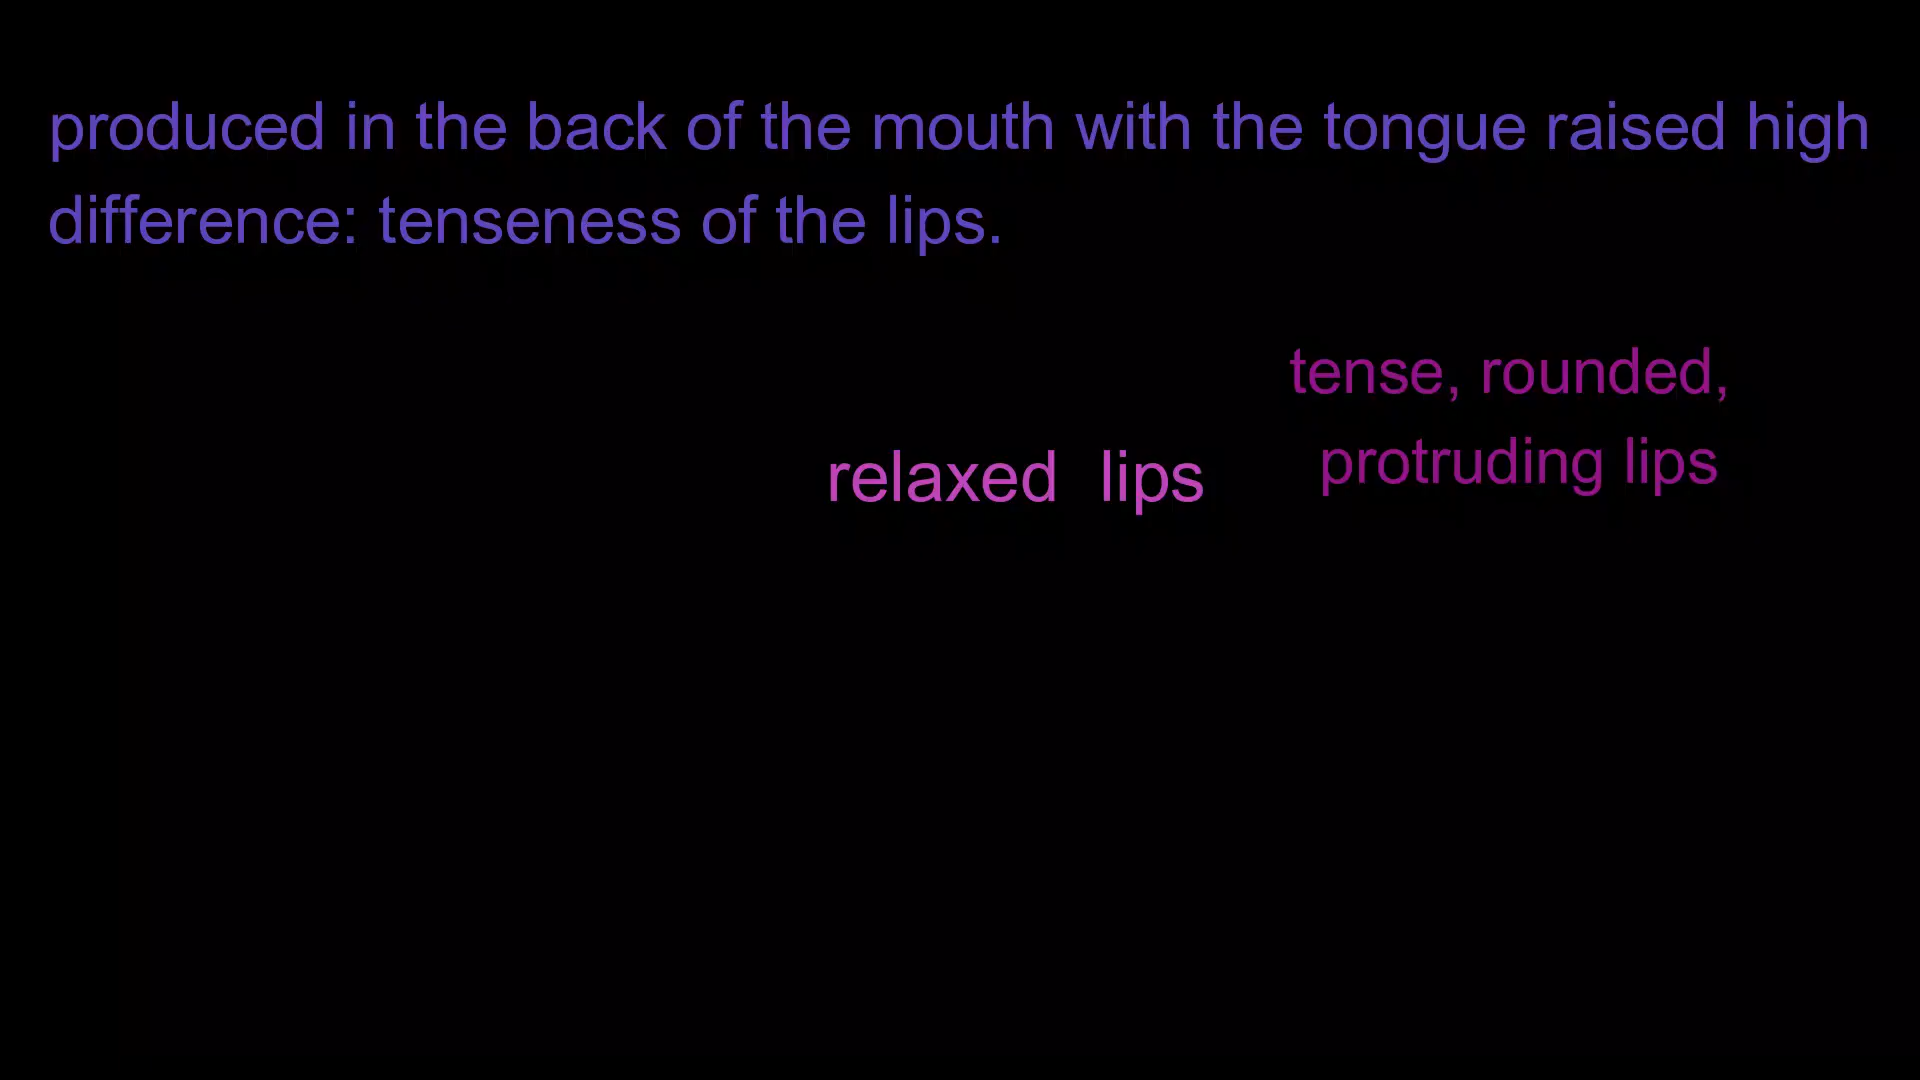 produced in the back of the mouth with the tongue raised high
difference: tenseness of the lips.
tense, rounded,
protruding lips
relaxed lips